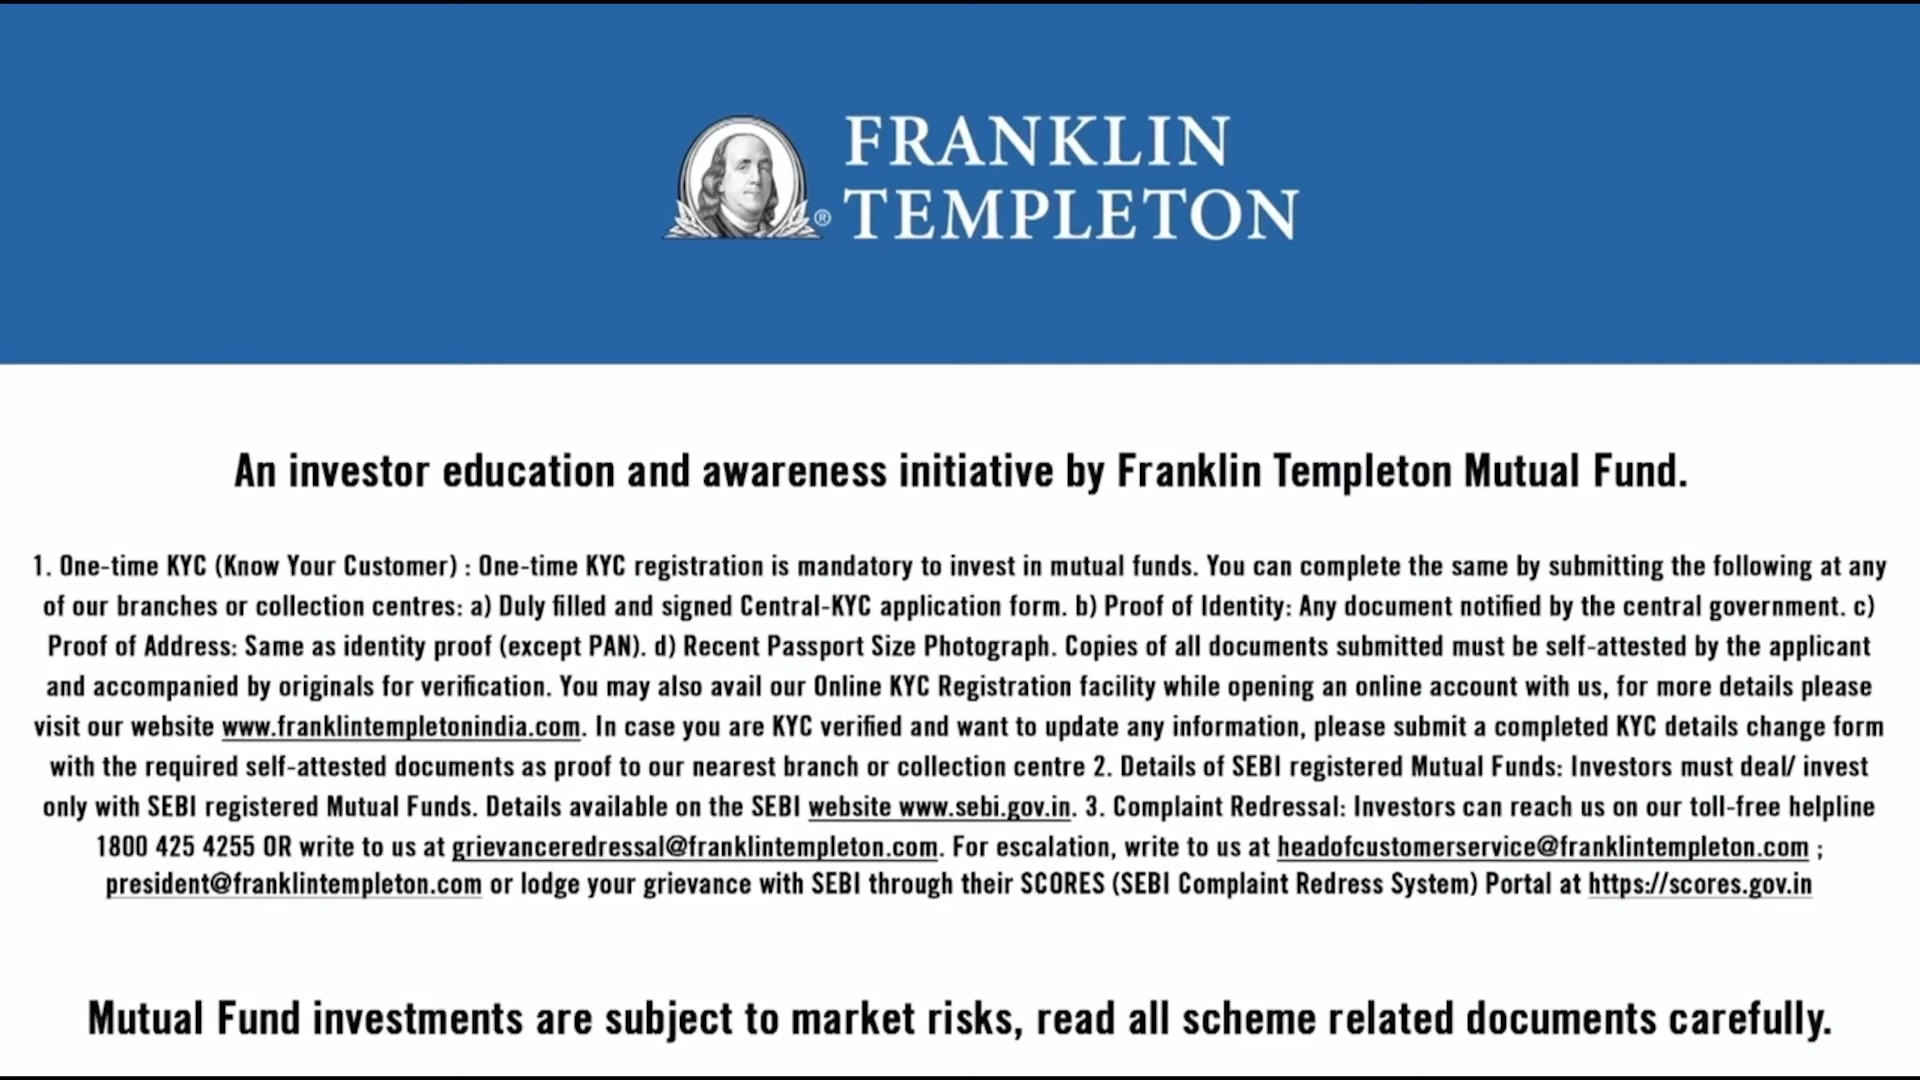 FRANKLIN
TEMPLETON
®
An investor education and awareness initiative by Franklin Templeton Mutual Fund.
1. One-time KYC (Know Your Customer) : One-time KYC registration is mandatory to invest in mutual funds. You can complete the same by submitting the following at any
of our branches or collection centres: a) Duly filled and signed Central-KYC application form. b) Proof of Identity: Any document notified by the central government. c)
Proof of Address: Same as identity proof (except PAN). d) Recent Passport Size Photograph. Copies of all documents submitted must be self-attested by the applicant
and accompanied by originals for verification. You may also avail our Online KYC Registration facility while opening an online account with us, for more details please
visit our website www.franklintempletonindia.com. In case you are KYC verified and want to update any information, please submit a completed KYC details change form
with the required self-attested documents as proof to our nearest branch or collection centre 2. Details of SEBI registered Mutual Funds: Investors must deal/ invest
only with SEBI registered Mutual Funds. Details available on the SEBI website www.sebi.gov.in. 3. Complaint Redressal: Investors can reach us on our toll-free helpline
1800 425 4255 OR write to us at grievanceredressal@franklintempleton.com. For escalation, write to us at headofcustomerservice@franklintempleton.com ;
president@franklintempleton.com or lodge your grievance with SEBI through their SCORES (SEBI Complaint Redress System) Portal at https://scores.gov.in
Mutual Fund investments are subject to market risks, read all scheme related documents carefully.